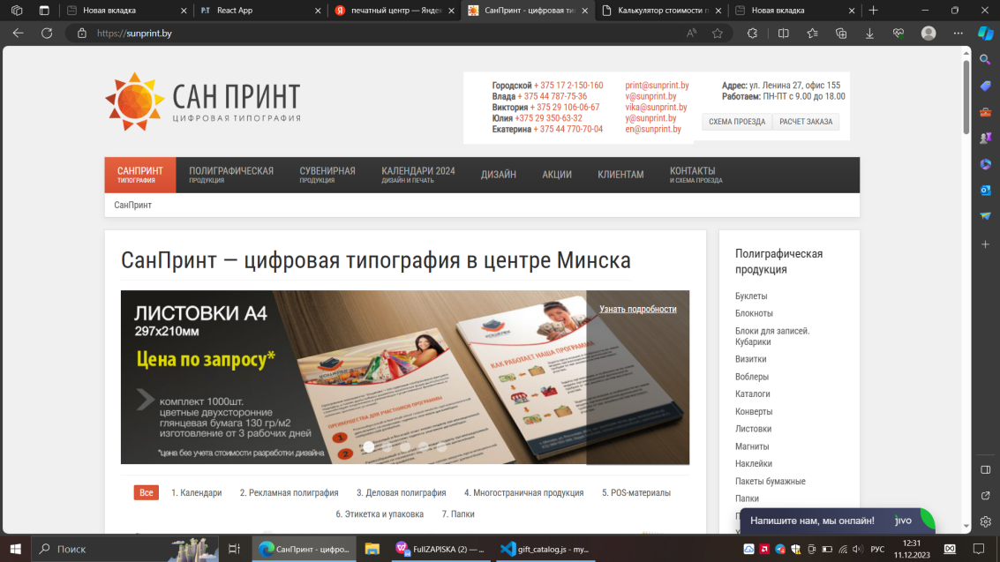 Новая вкладка
React App
печатный центр — Яндек
СанПринт - цифровая тип
Калькулятор стоимости п
Новая вкладка
https://sunprint.by
САН ПРИНТ
ЦИФРОВАЯ ТИПОГРАФИЯ
Городской + 375 17 2-150-160
Влада + 375 44 787-75-36
Виктория + 375 29 106-06-67
Юлия +375 29 350-63-32
Екатерина + 375 44 770-70-04
print@sunprint.by
v@sunprint.by
vika@sunprint.by
y@sunprint.by
en@sunprint.by
Адрес: ул. Ленина 27, офис 155
Работаем: ПН-ПТ с 9.00 до 18.00
СХЕМА ПРОЕЗДА
РАСЧЕТ ЗАКАЗА
САНПРИНТ
ТИПОГРАФИЯ
ПОЛИГРАФИЧЕСКАЯ
ПРОДУКЦИЯ
СУВЕНИРНАЯ
ПРОДУКЦИЯ
КАЛЕНДАРИ 2024
ДИЗАЙН И ПЕЧАТЬ
ДИЗАЙН
АКЦИИ
КЛИЕНТАМ
КОНТАКТЫ
И СХЕМА ПРОЕЗДА
СанПринт
СанПринт — цифровая типография в центре Минска
ЛИСТОВКИ А4
297х210мм
Цена по запросу*
комплект 1000шт.
цветные двухсторонние
глянцевая бумага 130 гр/м2
изготовление от 3 рабочих дней
*цена без учета стоимости разработки дизайна
ПРЕИМУЩЕСТВА ДЛЯ УЧАСТНИКОВ ПРОГРАММЫ
1
2
КАК РАБОТАЕТ НАША ПРОГРАММА
Узнать подробности
Все
1. Календари
2. Рекламная полиграфия
3. Деловая полиграфия
4. Многостраничная продукция
5. POS-материалы
6. Этикетка и упаковка
7. Папки
Полиграфическая
продукция
Буклеты
Блокноты
Блоки для записей.
Кубарики
Визитки
Воблеры
Каталоги
Конверты
Листовки
Магниты
Наклейки
Пакеты бумажные
Папки
Напишите нам, мы онлайн!
jivo
Поиск
СанПринт - цифро...
FullZAPISKA (2) — ...
gift_catalog.js - my...
РУС
12:31
11.12.2023